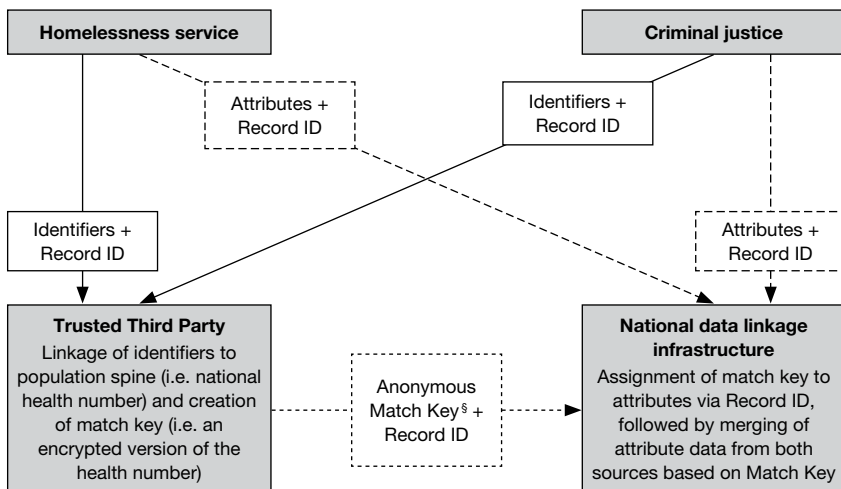 Homelessness service
Criminal justice
Attributes +
Record ID
Identifiers +
Record ID
Identifiers +
Record ID
Attributes +
Record ID
Trusted Third Party
Linkage of identifiers to
population spine (i.e. national
health number) and creation
of match key (i.e. an
encrypted version of the
health number)
Anonymous
Match Key§ +
Record ID
National data linkage
infrastructure
Assignment of match key to
attributes via Record ID,
followed by merging of
attribute data from both
sources based on Match Key